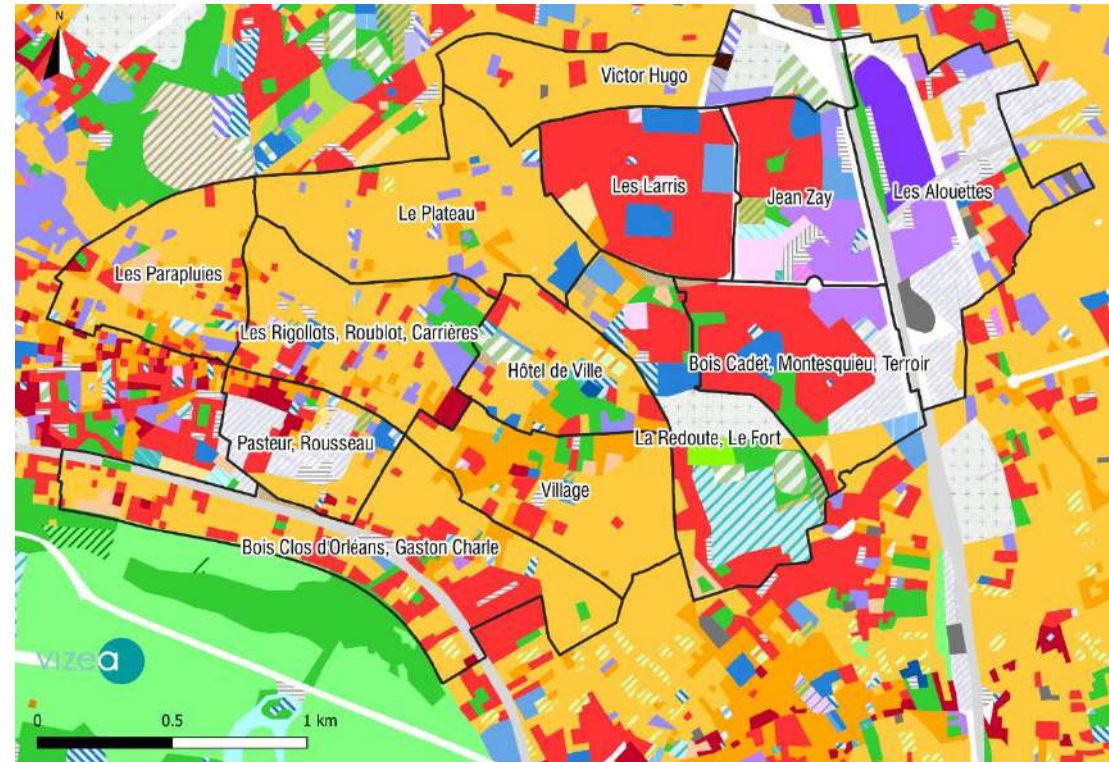 N
Victor Hugo
Les Larris
Jean Zay
Les Alouettes
Le Plateau
Les Parapluies
Les Rigollots, Roublot, Carrières
Hôtel de Ville
Bois Cadet, Montesquieu, Terroir
Pasteur, Rousseau
La Redoute, Le Fort
Village
Bois Clos d'Orléans, Gaston Charle
vizea
0 0.5 1 km